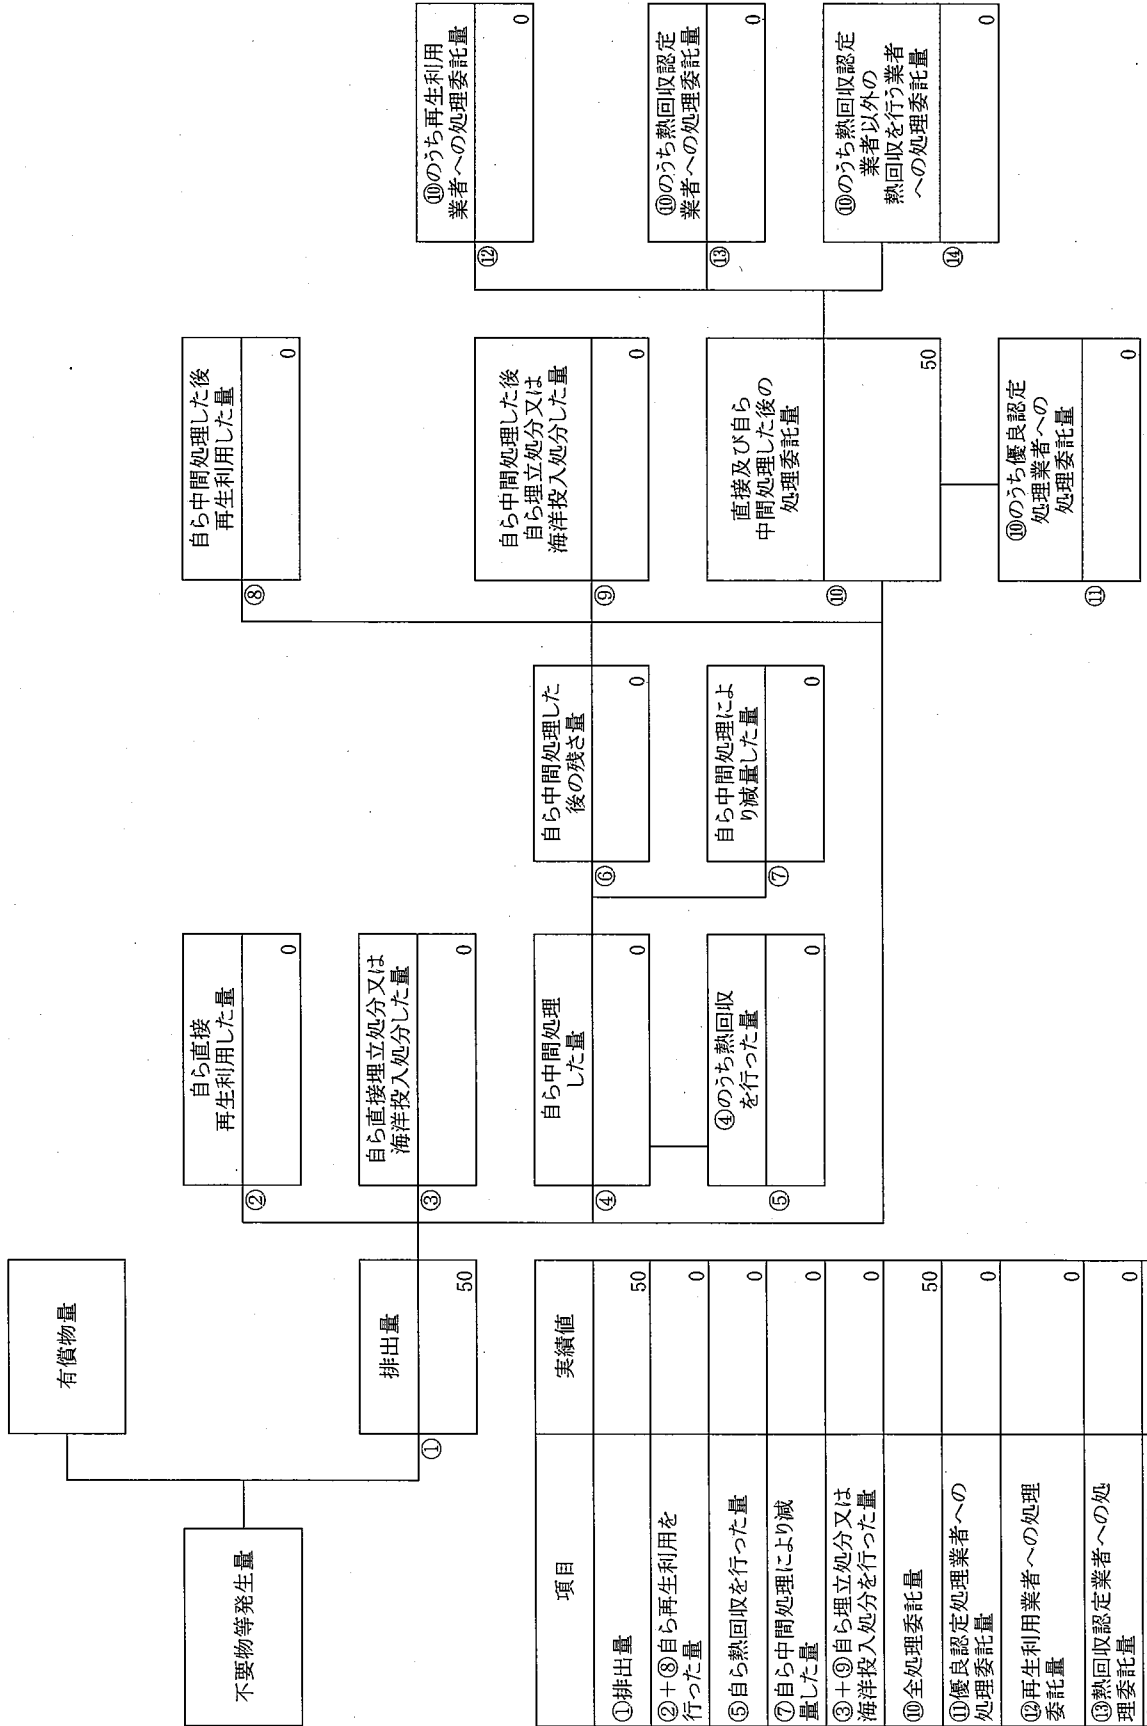 不要物等発生量
有償物量
①
排出量
50
②
自ら直接
再生利用した量
0
③
自ら直接埋立処分又は
海洋投入処分した量
0
④
自ら中間処理
した量
0
⑤
④のうち熱回収
を行った量
0
⑥
自ら中間処理した
後の残さ量
0
⑦
自ら中間処理によ
り減量した量
0
⑧
自ら中間処理した後
再生利用した量
0
⑨
自ら中間処理した後
自ら埋立処分又は
海洋投入処分した量
0
⑩
直接及び自ら
中間処理した後の
処理委託量
50
⑪
⑩のうち優良認定
処理業者への
処理委託量
0
⑫
⑩のうち再生利用
業者への処理委託量
0
⑬
⑩のうち熱回収認定
業者への処理委託量
0
⑭
⑩のうち熱回収認定
業者以外の
熱回収を行う業者
への処理委託量
0
項目 実績値
①排出量 50
②+⑧自ら再生利用を
行った量 0
⑤自ら熱回収を行った量 0
⑦自ら中間処理により減
量した量 0
③+⑨自ら埋立処分又は
海洋投入処分を行った量 0
⑩全処理委託量 50
⑪優良認定処理業者への
処理委託量 0
⑫再生利用業者への処理
委託量 0
⑬熱回収認定業者への処
理委託量 0